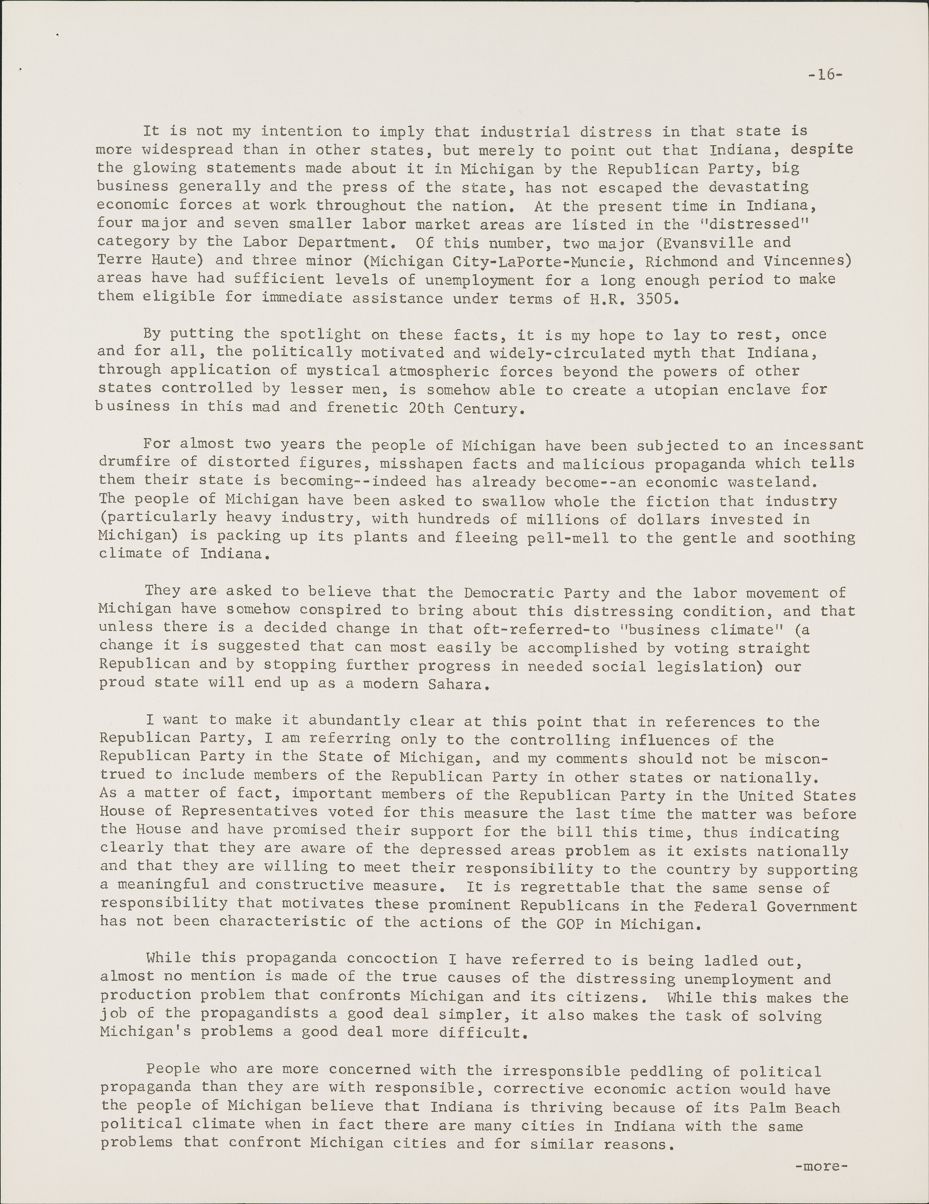 -16-
It is not my intention to imply that industrial distress in that state is
more widespread than in other states, but merely to point out that Indiana, despite
the glowing statements made about it in Michigan by the Republican Party, big
business generally and the press of the state, has not escaped the devastating
economic forces at work throughout the nation. At the present time in Indiana,
four major and seven smaller labor market areas are listed in the "distressed"
category by the Labor Department. Of this number, two major (Evansville and
Terre Haute) and three minor (Michigan City-LaPorte-Muncie, Richmond and Vincennes)
areas have had sufficient levels of unemployment for a long enough period to make
them eligible for immediate assistance under terms of H.R. 3505.
By putting the spotlight on these facts, it is my hope to lay to rest, once
and for all, the politically motivated and widely-circulated myth that Indiana,
through application of mystical atmospheric forces beyond the powers of other
states controlled by lesser men, is somehow able to create a utopian enclave for
business in this mad and frenetic 20th Century.
For almost two years the people of Michigan have been subjected to an incessant
drumfire of distorted figures, misshapen facts and malicious propaganda which tells
them their state is becoming--indeed has already become--an economic wasteland.
The people of Michigan have been asked to swallow whole the fiction that industry
(particularly heavy industry, with hundreds of millions of dollars invested in
Michigan) is packing up its plants and fleeing pell-mell to the gentle and soothing
climate of Indiana.
They are asked to believe that the Democratic Party and the labor movement of
Michigan have somehow conspired to bring about this distressing condition, and that
unless there is a decided change in that oft-referred-to "business climate" (a
change it is suggested that can most easily be accomplished by voting straight
Republican and by stopping further progress in needed social legislation) our
proud state will end up as a modern Sahara.
I want to make it abundantly clear at this point that in references to the
Republican Party, I am referring only to the controlling influences of the
Republican Party in the State of Michigan, and my comments should not be miscon-
trued to include members of the Republican Party in other states or nationally.
As a matter of fact, important members of the Republican Party in the United States
House of Representatives voted for this measure the last time the matter was before
the House and have promised their support for the bill this time, thus indicating
clearly that they are aware of the depressed areas problem as it exists nationally
and that they are willing to meet their responsibility to the country by supporting
a meaningful and constructive measure. It is regrettable that the same sense of
responsibility that motivates these prominent Republicans in the Federal Government
has not been characteristic of the actions of the GOP in Michigan.
While this propaganda concoction I have referred to is being ladled out,
almost no mention is made of the true causes of the distressing unemployment and
production problem that confronts Michigan and its citizens. While this makes the
job of the propagandists a good deal simpler, it also makes the task of solving
Michigan's problems a good deal more difficult.
People who are more concerned with the irresponsible peddling of political
propaganda than they are with responsible, corrective economic action would have
the people of Michigan believe that Indiana is thriving because of its Palm Beach
political climate when in fact there are many cities in Indiana with the same
problems that confront Michigan cities and for similar reasons.
-more-